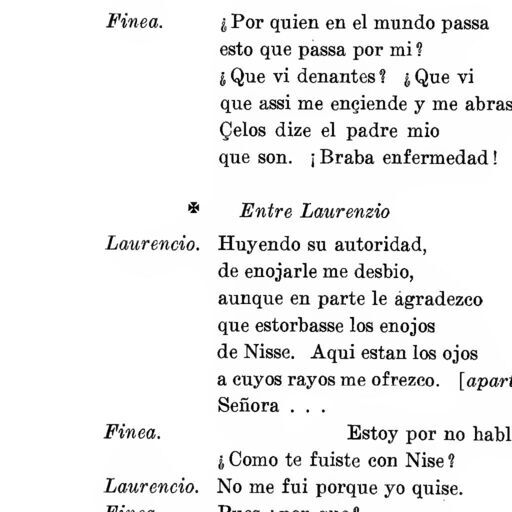 Finea. ¿Por quien en el mundo passa
esto que passa por mi?
¿Que vi denantes? ¿Que vi
que assi me ençiende y me abras
Çelos dize el padre mio
que son. ¡Braba enfermedad!
✠ Entre Laurenzio
Laurencio. Huyendo su autoridad,
de enojarle me desbio,
aunque en parte le agradezco
que estorbasse los enojos
de Nisse. Aqui estan los ojos
a cuyos rayos me ofrezco. [apart
Señora . . .
Finea. Estoy por no habl
¿Como te fuiste con Nise?
Laurencio. No me fui porque yo quise.
Finea. Pues ¿por que?